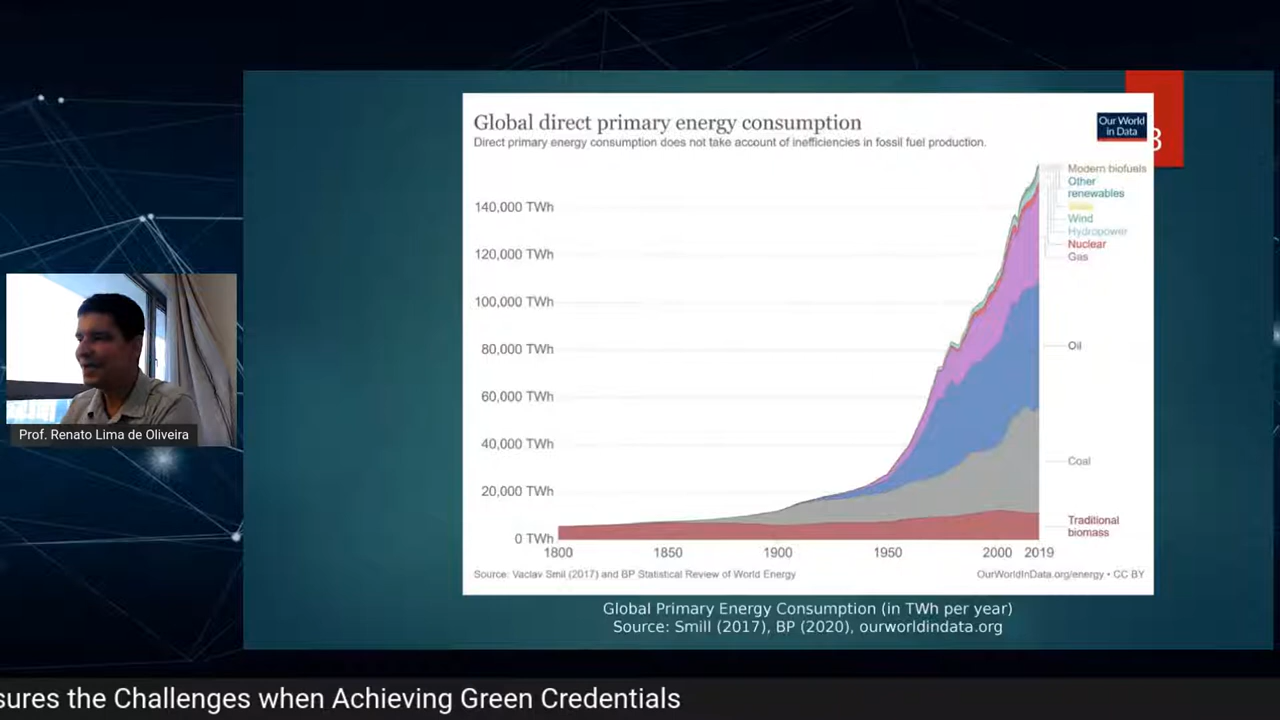 Global direct primary energy consumption
Direct primary energy consumption does not take account of inefficiencies in fossil fuel production.
Our World
in Data
3
140,000 TWh
120,000 TWh
100,000 TWh
80,000 TWh
60,000 TWh
40,000 TWh
20,000 TWh
0 TWh
1800
1850
1900
1950
2000
2019
Modern biofuels
Other
renewables
Wind
Hydropower
Nuclear
Gas
Oil
Coal
Traditional
biomass
Source: Vaclav Smil (2017) and BP Statistical Review of World Energy
OurWorldInData.org/energy • CC BY
Global Primary Energy Consumption (in TWh per year)
Source: Smill (2017), BP (2020), ourworldindata.org
Prof. Renato Lima de Oliveira
sures the Challenges when Achieving Green Credentials